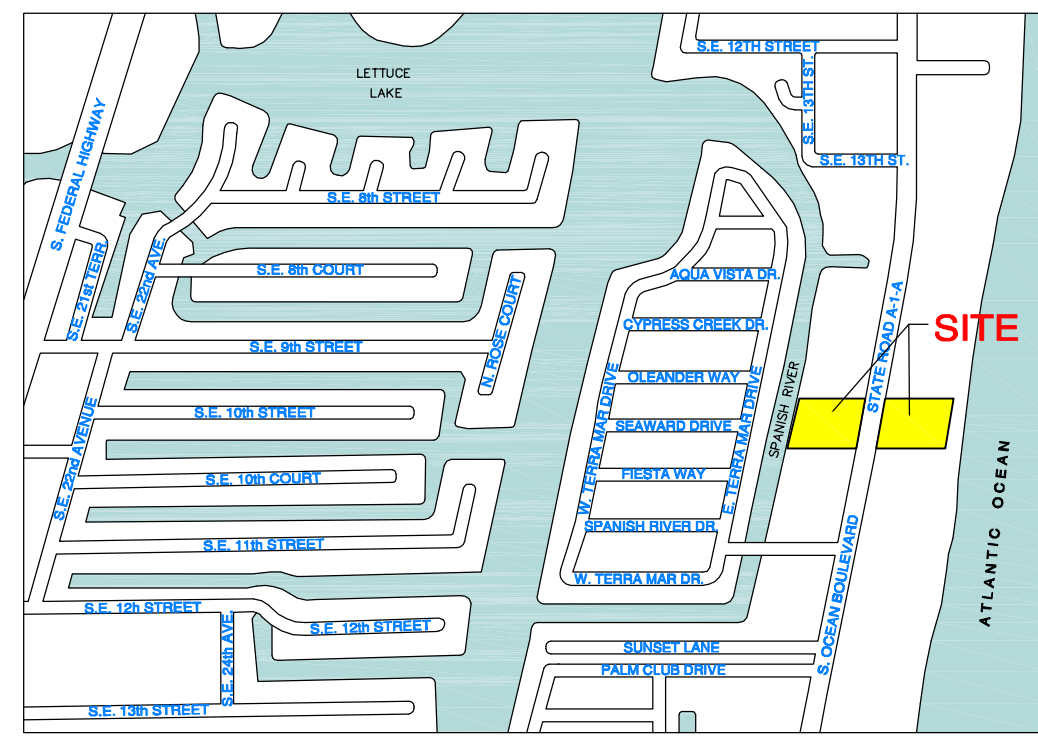 S.E. 12TH STREET
LETTUCE
LAKE
S.E. 13TH ST.
S. FEDERAL HIGHWAY
S.E. 13TH ST.
S.E. 8th STREET
S.E. 22nd AVE.
S.E. 21st TERR.
S.E. 8th COURT
AQUA VISTA DR.
N. ROSE COURT
CYPRESS CREEK DR.
STATE ROAD A-1-A
SITE
S.E. 9th STREET
OLEANDER WAY
W. TERRA MAR DRIVE
E. TERRA MAR DRIVE
SPANISH RIVER
S.E. 10th STREET
SEAWARD DRIVE
S.E. 22nd AVENUE
S.E. 10th COURT
FIESTA WAY
ATLANTIC OCEAN
SPANISH RIVER DR.
S.E. 11th STREET
W. TERRA MAR DR.
S. OCEAN BOULEVARD
S.E. 12h STREET
S.E. 12th STREET
SUNSET LANE
S.E. 24th AVE.
PALM CLUB DRIVE
S.E. 13th STREET